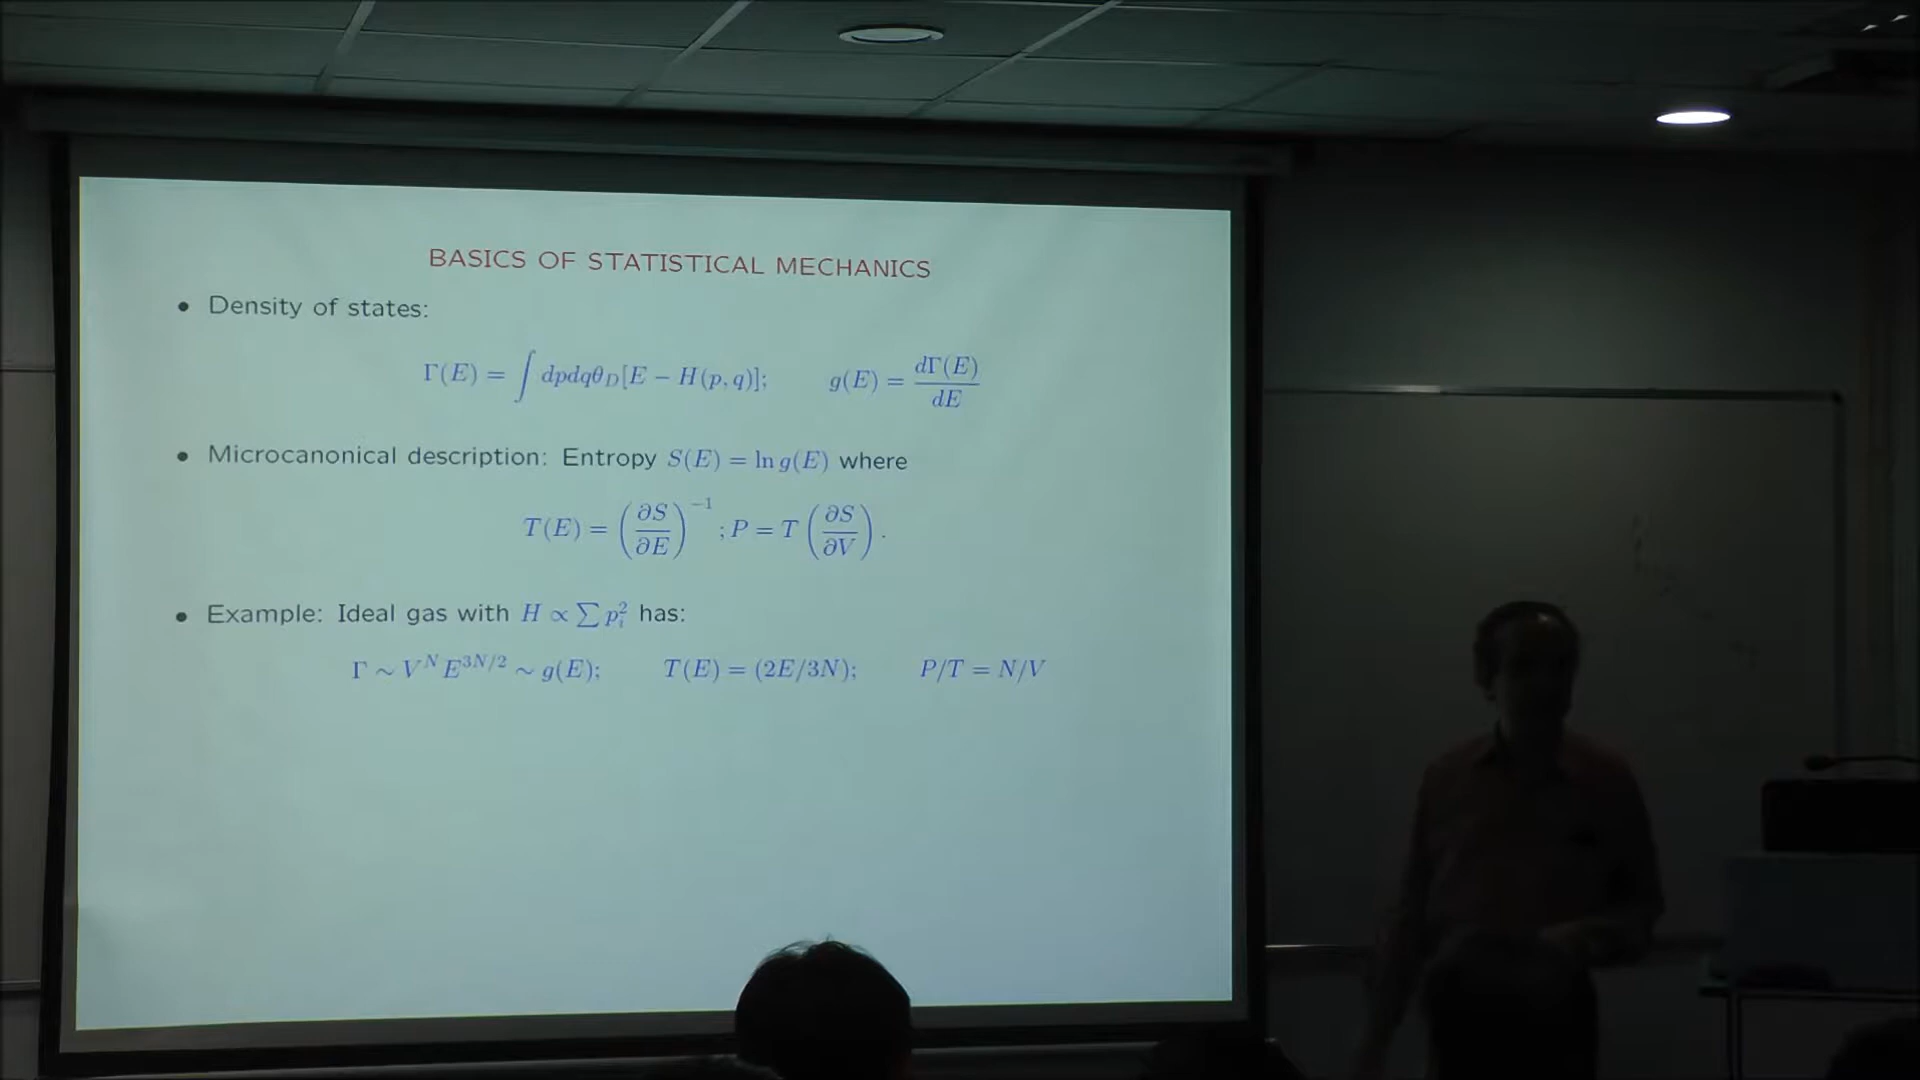 BASICS OF STATISTICAL MECHANICS
• Density of states:
Γ(E) = ∫ dpdqθ_D[E − H(p, q)]; g(E) = dΓ(E)/dE
• Microcanonical description: Entropy S(E) = ln g(E) where
T(E) = (∂S/∂E)^{−1}; P = T (∂S/∂V).
• Example: Ideal gas with H ∝ ∑ p_i^2 has:
Γ ∼ V^N E^{3N/2} ∼ g(E); T(E) = (2E/3N); P/T = N/V